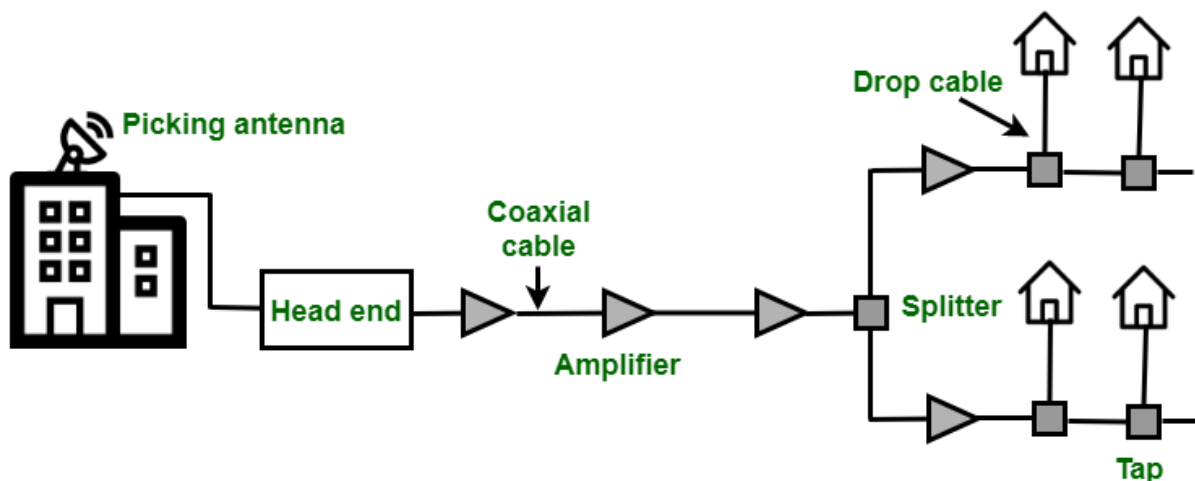 Drop cable
Picking antenna
Coaxial
cable
Head end
Splitter
Amplifier
Tap